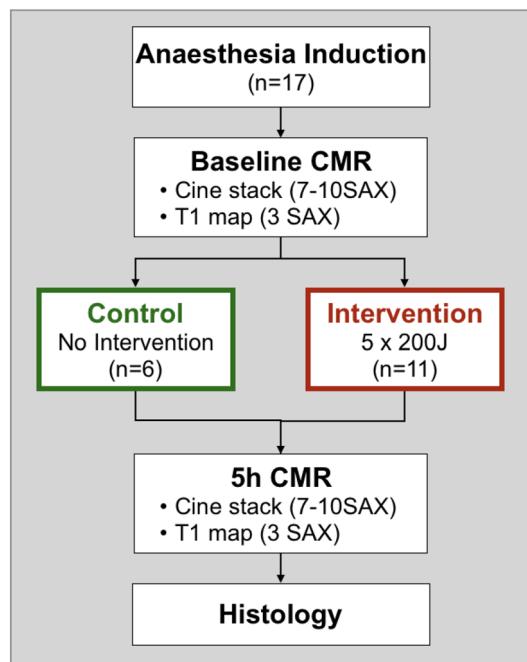 Anaesthesia Induction
(n=17)
Baseline CMR
• Cine stack (7-10SAX)
• T1 map (3 SAX)
Control
No Intervention
(n=6)
Intervention
5 x 200J
(n=11)
5h CMR
• Cine stack (7-10SAX)
• T1 map (3 SAX)
Histology